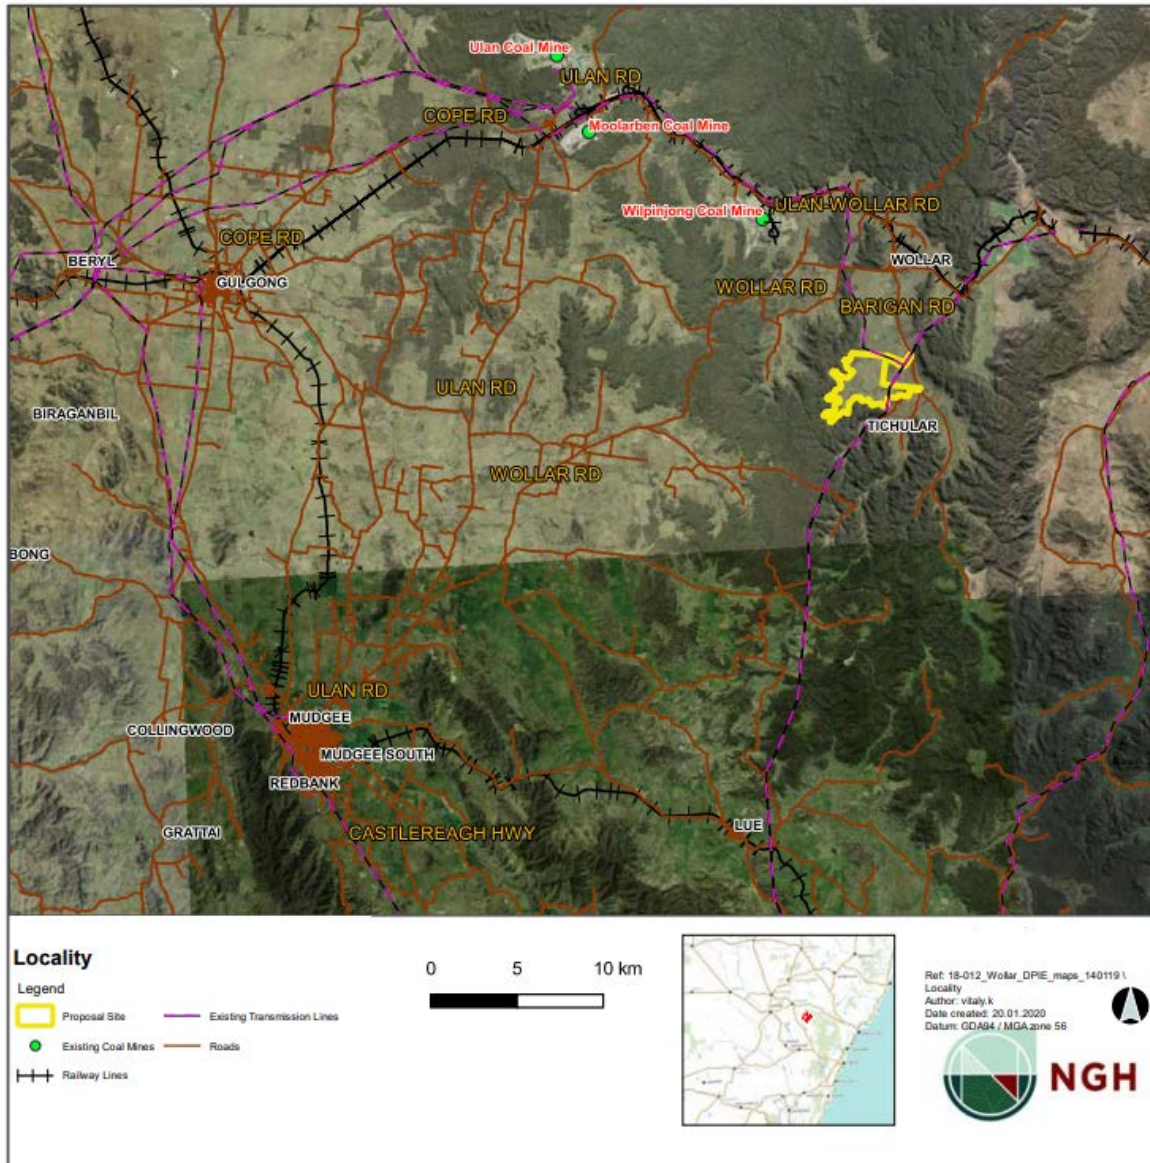 Ulan Coal Mine
ULAN RD
COPE RD
Moolarben Coal Mine
Wilpinjong Coal Mine
ULAN-WOLLAR RD
COPE RD
BERYL
GULGONG
WOLLAR
WOLLAR RD
BARIGAN RD
ULAN RD
BIRAGANBIL
TICHULAR
WOLLAR RD
BONG
ULAN RD
MUDGEE
COLLINGWOOD
MUDGEE SOUTH
REDBANK
GRATTAI
CASTLEREAGH HWY
LUE
Locality
Legend
Proposal Site
Existing Transmission Lines
Existing Coal Mines
Roads
Railway Lines
0 5 10 km
Ref: 18-012_Wollar_DPIE_maps_140119 \
Locality
Author: vitaly.k
Date created: 20.01.2020
Datum: GDA94 / MGA zone 56
NGH